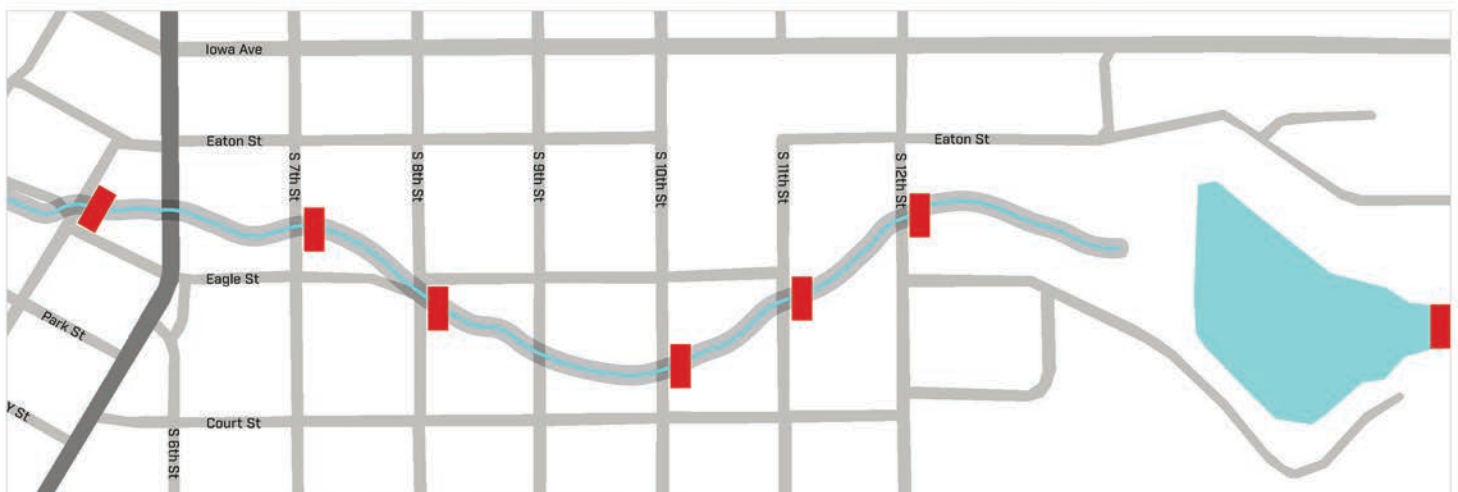 Iowa Ave
Eaton St
Eaton St
S 7th St
S 8th St
S 9th St
S 10th St
S 11th St
S 12th St
Eagle St
Park St
Y St
Court St
S 6th St